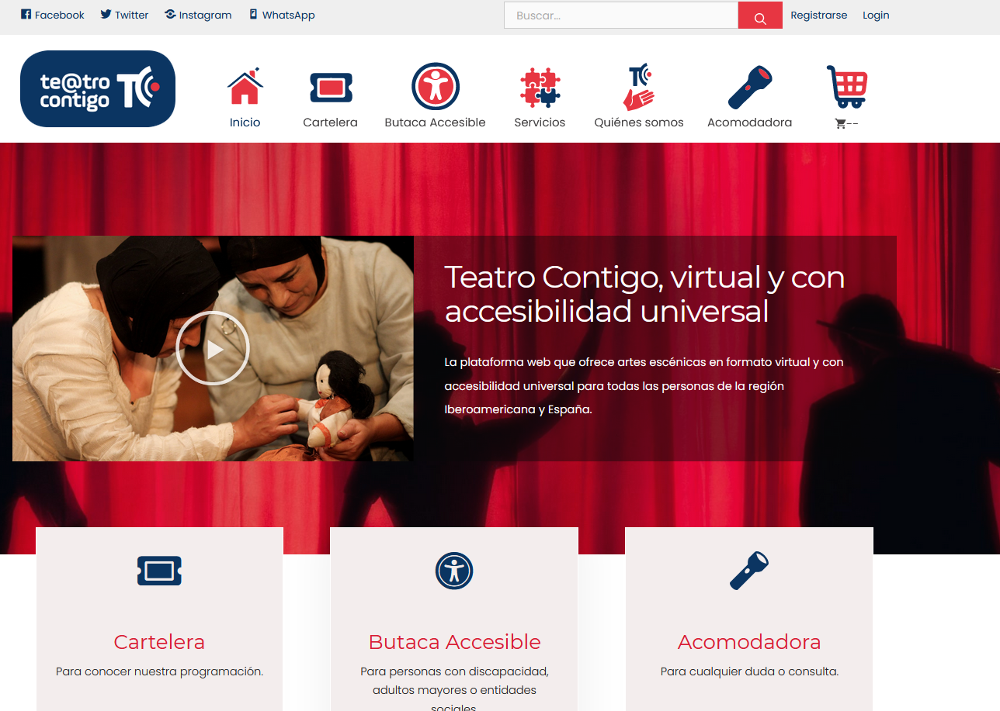 Facebook Twitter Instagram WhatsApp Buscar... Registrarse Login
te@tro
contigo TC
TC
Inicio Cartelera Butaca Accesible Servicios Quiénes somos Acomodadora --
Teatro Contigo, virtual y con
accesibilidad universal
La plataforma web que ofrece artes escénicas en formato virtual y con
accesibilidad universal para todas las personas de la región
Iberoamericana y España.
Cartelera
Para conocer nuestra programación.
Butaca Accesible
Para personas con discapacidad,
adultos mayores o entidades
sociales
Acomodadora
Para cualquier duda o consulta.